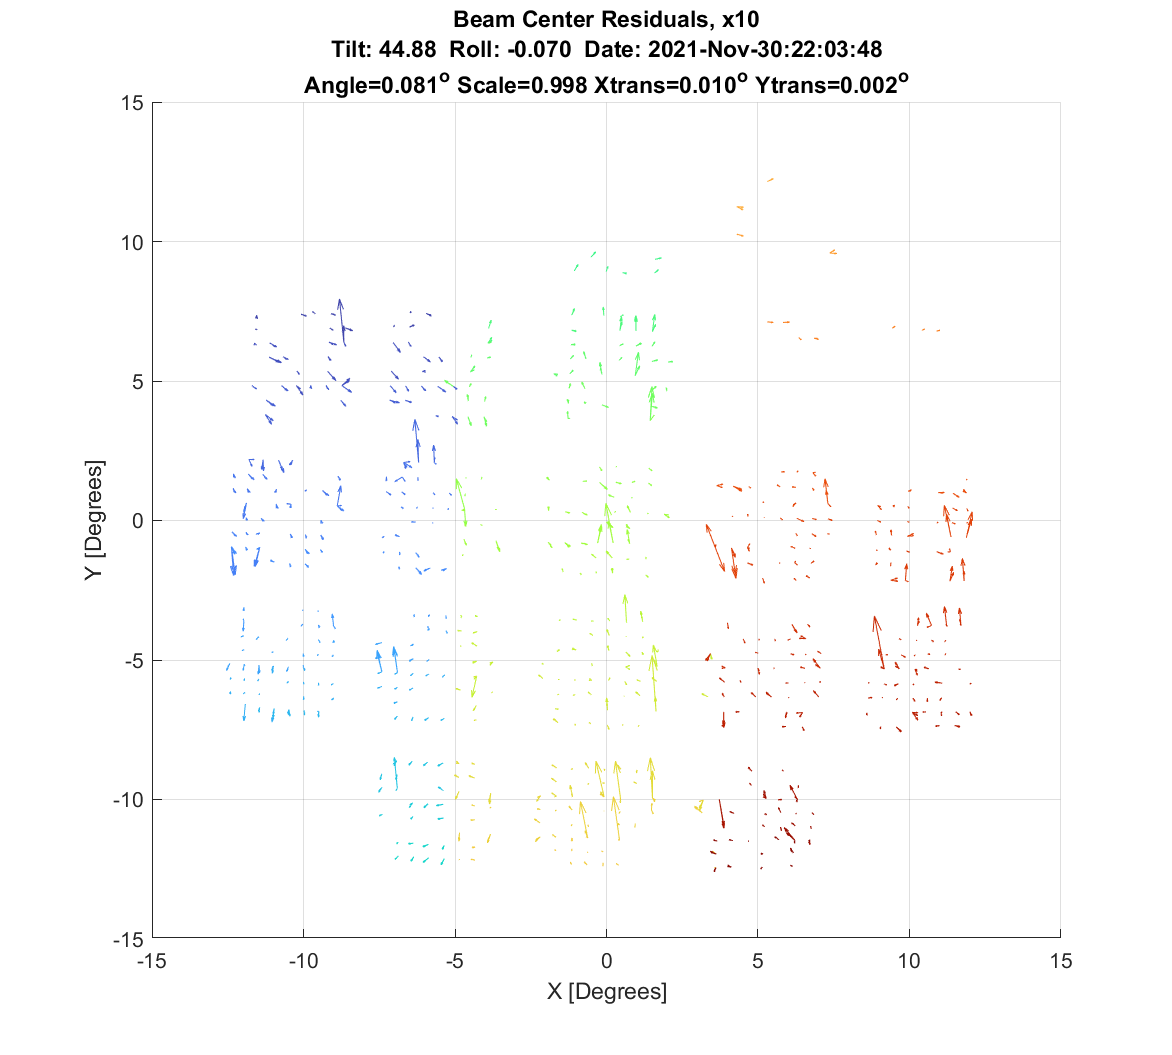 Beam Center Residuals, x10
Tilt: 44.88 Roll: -0.070 Date: 2021-Nov-30:22:03:48
Angle=0.081° Scale=0.998 Xtrans=0.010° Ytrans=0.002°
15
10
5
0
-5
-10
-15
Y [Degrees]
-15 -10 -5 0 5 10 15
X [Degrees]